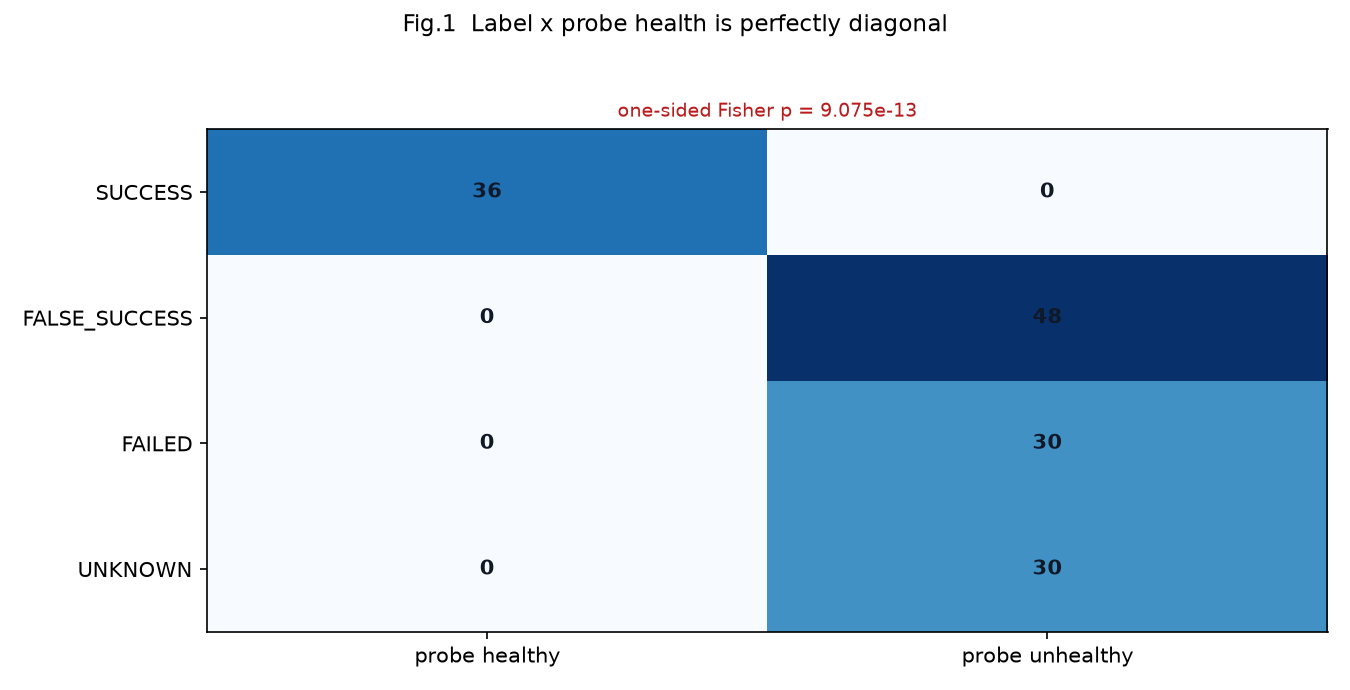 Fig.1  Label x probe health is perfectly diagonal
one-sided Fisher p = 9.075e-13
SUCCESS 36 0
FALSE_SUCCESS 0 48
FAILED 0 30
UNKNOWN 0 30
probe healthy probe unhealthy